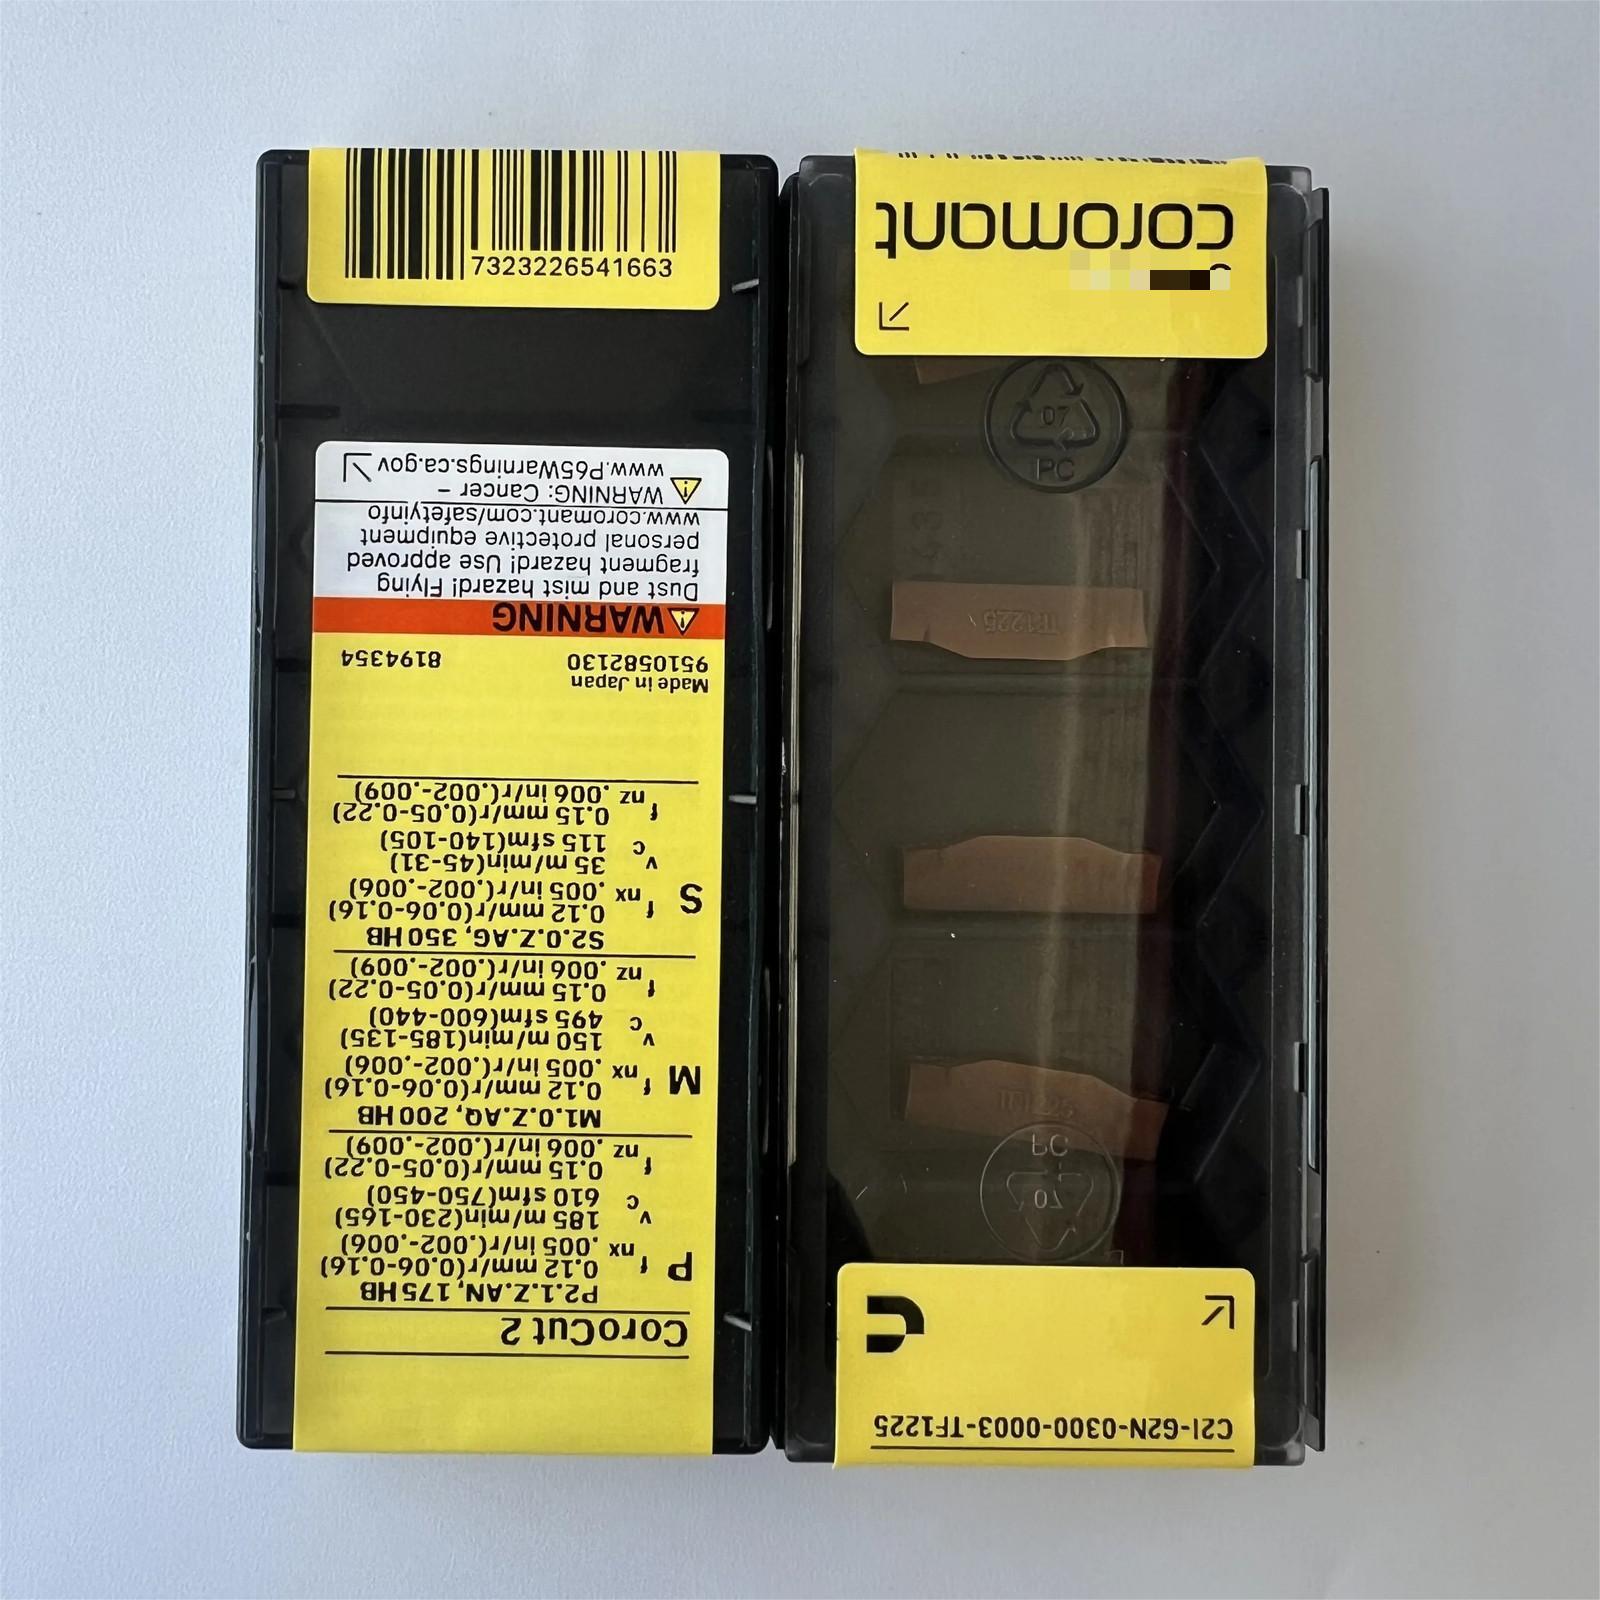 7323226541663
CoroCut 2
P2.1.Z.AN, 175 HB
P f 0.12 mm/r(0.06-0.16)
nx .005 in/r(.002-.006)
v 185 m/min(230-165)
c 610 sfm(750-450)
f 0.15 mm/r(0.05-0.22)
nz .006 in/r(.002-.009)
M1.0.Z.AQ, 200 HB
M f 0.12 mm/r(0.06-0.16)
nx .005 in/r(.002-.006)
v 150 m/min(185-135)
c 495 sfm(600-440)
f 0.15 mm/r(0.05-0.22)
nz .006 in/r(.002-.009)
S2.0.Z.AG, 350 HB
S f 0.12 mm/r(0.06-0.16)
nx .005 in/r(.002-.006)
v 35 m/min(45-31)
c 115 sfm(140-105)
f 0.15 mm/r(0.05-0.22)
nz .006 in/r(.002-.009)
Made in Japan
9510582130 8194354
WARNING
Dust and mist hazard! Flying
fragment hazard! Use approved
personal protective equipment
www.coromant.com/safetyinfo
WARNING: Cancer –
www.P65Warnings.ca.gov
C2I-G2N-0300-0003-TF1225
07
PC
TF1225
TF1225
07
PC
coromant